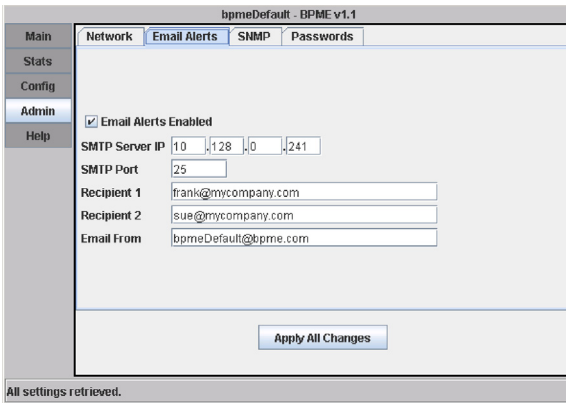 bpmeDefault - BPME v1.1
Main
Stats
Config
Admin
Help
Network Email Alerts SNMP Passwords
Email Alerts Enabled
SMTP Server IP 10 .128 .0 .241
SMTP Port 25
Recipient 1 frank@mycompany.com
Recipient 2 sue@mycompany.com
Email From bpmeDefault@bpme.com
Apply All Changes
All settings retrieved.